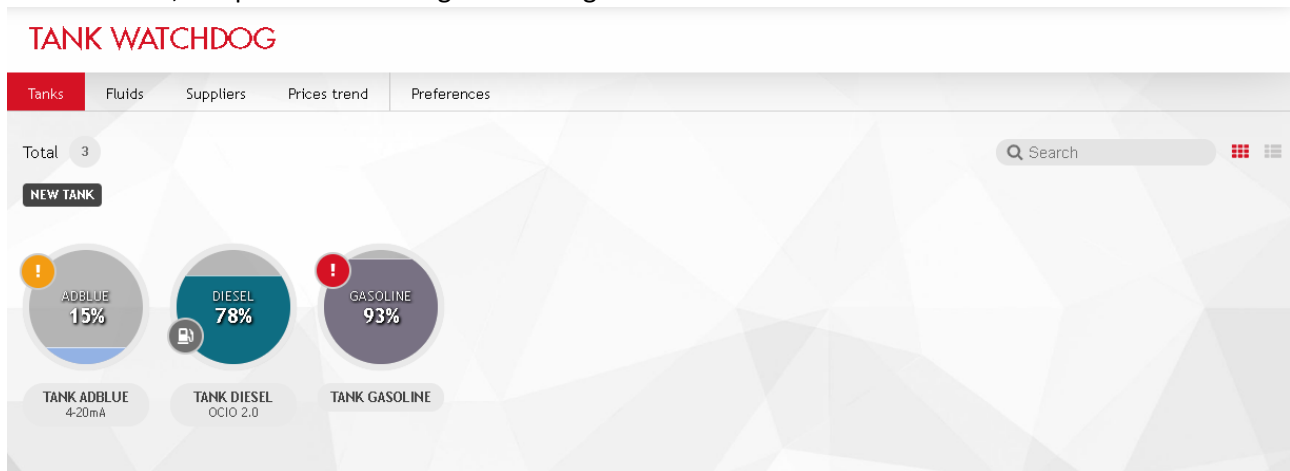 TANK WATCHDOG
Tanks Fluids Suppliers Prices trend Preferences
Total 3
Search
NEW TANK
!
ADBLUE
15%
DIESEL
78%
!
GASOLINE
93%
TANK ADBLUE
4-20mA
TANK DIESEL
OCIO 2.0
TANK GASOLINE